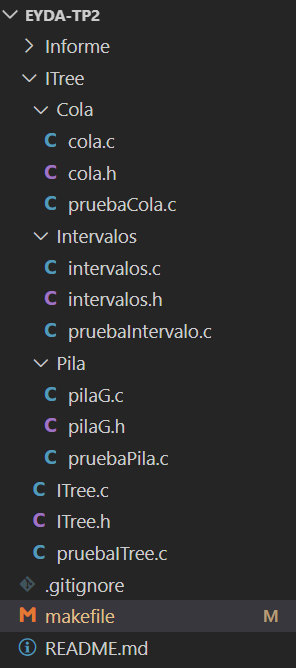 EYDA-TP2
Informe
ITree
Cola
C cola.c
C cola.h
C pruebaCola.c
Intervalos
C intervalos.c
C intervalos.h
C pruebaIntervalo.c
Pila
C pilaG.c
C pilaG.h
C pruebaPila.c
C ITree.c
C ITree.h
C pruebaITree.c
.gitignore
M makefile M
README.md